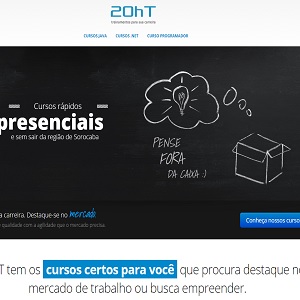 20hT
treinamentos para sua carreira
CURSOS JAVA CURSOS .NET CURSO PROGRAMADOR
Cursos rápidos
presenciais
e sem sair da região de Sorocaba
PENSE
FORA
DA CAIXA :)
a carreira. Destaque-se no mercado
qualidade com a agilidade que o mercado precisa
Conheça nossos curso
T tem os cursos certos para você que procura destaque no
mercado de trabalho ou busca empreender.